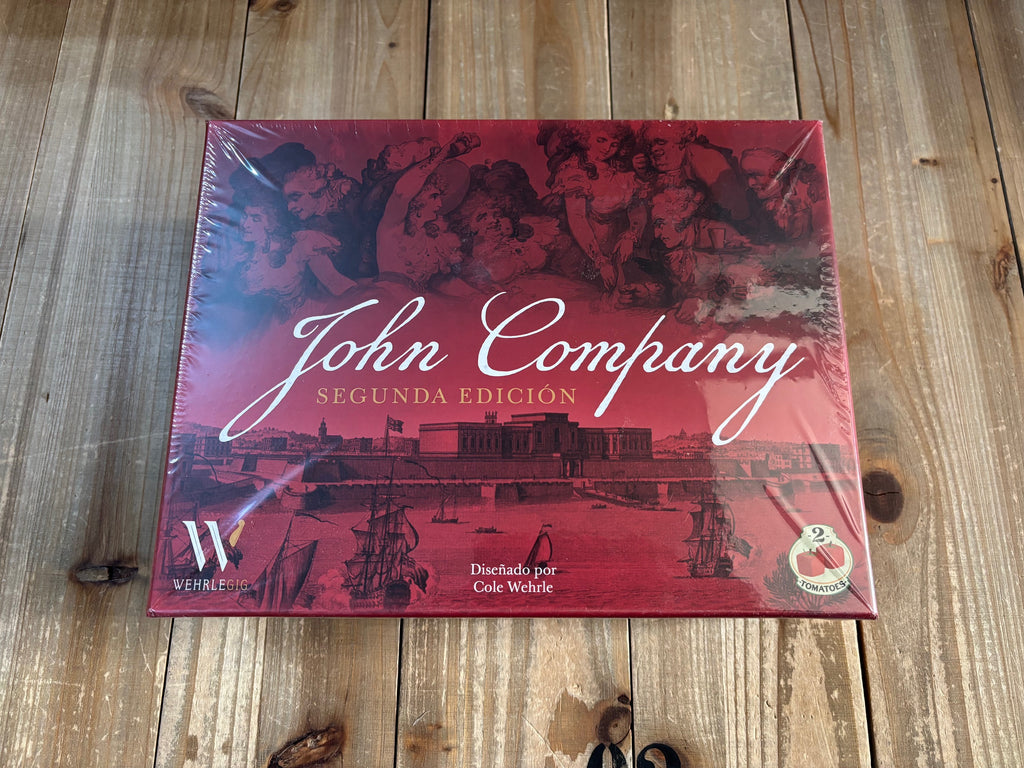 John Company
SEGUNDA EDICIÓN
W
WEHRLEGIG
Diseñado por
Cole Wehrle
2
TOMATOES